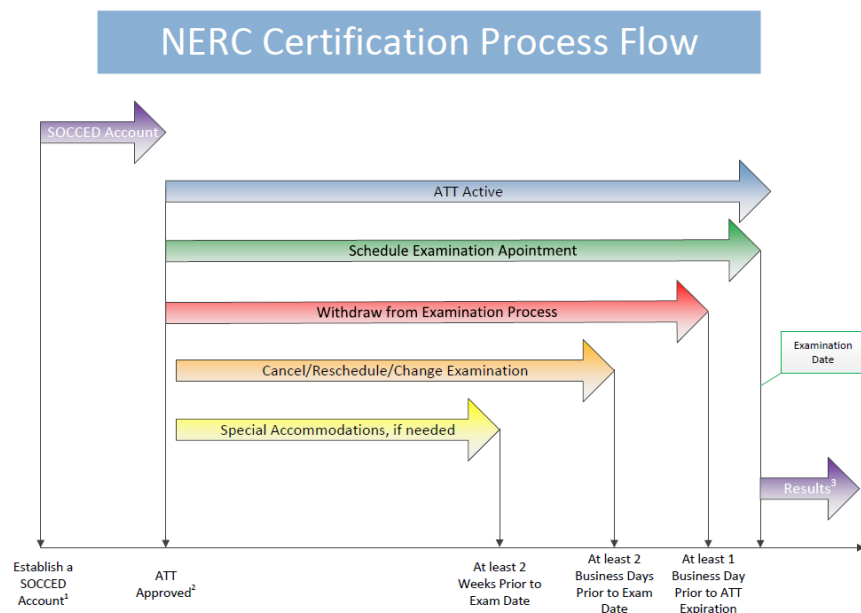 NERC Certification Process Flow
SOCCED Account
ATT Active
Schedule Examination Apointment
Withdraw from Examination Process
Examination
Date
Cancel/Reschedule/Change Examination
Special Accommodations, if needed
Results³
Establish a
SOCCED
Account¹
ATT
Approved²
At least 2
Weeks Prior to
Exam Date
At least 2
Business Days
Prior to Exam
Date
At least 1
Business Day
Prior to ATT
Expiration